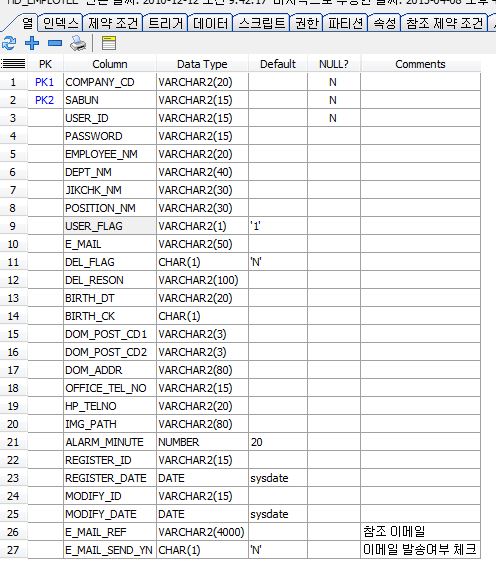 HD_EMPLOYEE 만든 날짜: 2010-12-12 오전 9:42:17 마지막으로 수정한 날짜: 2015-04-08 오후 4
열 인덱스 제약 조건 트리거 데이터 스크립트 권한 파티션 속성 참조 제약 조건
PK Column Data Type Default NULL? Comments
1 PK1 COMPANY_CD VARCHAR2(20) N
2 PK2 SABUN VARCHAR2(15) N
3 USER_ID VARCHAR2(15) N
4 PASSWORD VARCHAR2(15)
5 EMPLOYEE_NM VARCHAR2(20)
6 DEPT_NM VARCHAR2(40)
7 JIKCHK_NM VARCHAR2(30)
8 POSITION_NM VARCHAR2(30)
9 USER_FLAG VARCHAR2(1) '1'
10 E_MAIL VARCHAR2(50)
11 DEL_FLAG CHAR(1) 'N'
12 DEL_RESON VARCHAR2(100)
13 BIRTH_DT VARCHAR2(20)
14 BIRTH_CK CHAR(1)
15 DOM_POST_CD1 VARCHAR2(3)
16 DOM_POST_CD2 VARCHAR2(3)
17 DOM_ADDR VARCHAR2(80)
18 OFFICE_TEL_NO VARCHAR2(15)
19 HP_TELNO VARCHAR2(20)
20 IMG_PATH VARCHAR2(80)
21 ALARM_MINUTE NUMBER 20
22 REGISTER_ID VARCHAR2(15)
23 REGISTER_DATE DATE sysdate
24 MODIFY_ID VARCHAR2(15)
25 MODIFY_DATE DATE sysdate
26 E_MAIL_REF VARCHAR2(4000) 참조 이메일
27 E_MAIL_SEND_YN CHAR(1) 'N' 이메일 발송여부 체크